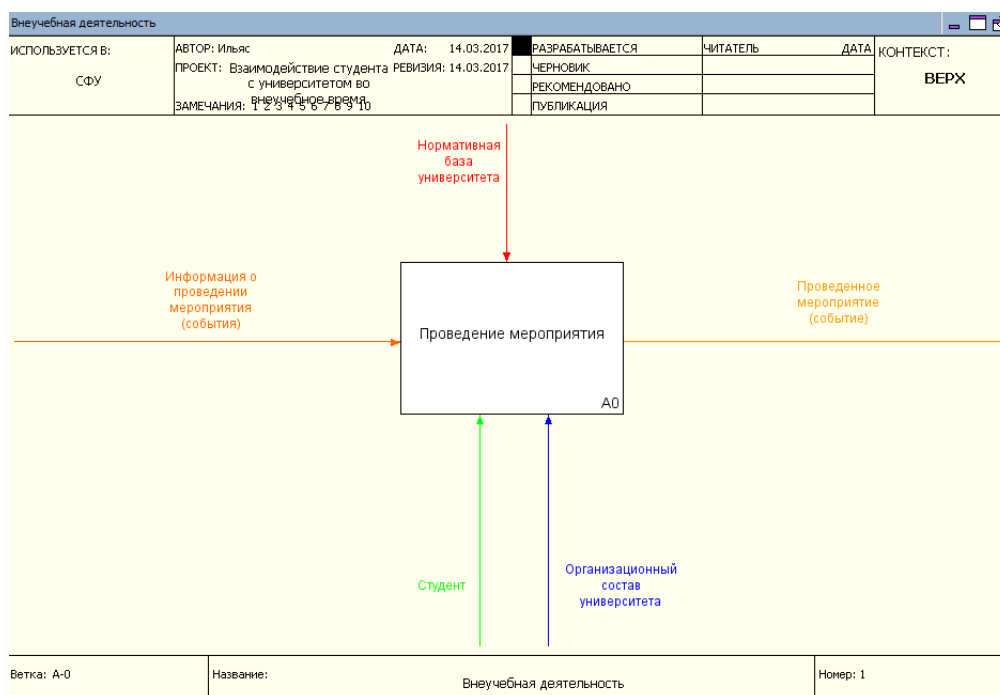 Внеучебная деятельность
ИСПОЛЬЗУЕТСЯ В:
СФУ
АВТОР: Ильяс
ДАТА: 14.03.2017
ПРОЕКТ: Взаимодействие студента
с университетом во
внеучебное время
РЕВИЗИЯ: 14.03.2017
ЗАМЕЧАНИЯ: 1 2 3 4 5 6 7 8 9 10
РАЗРАБАТЫВАЕТСЯ
ЧЕРНОВИК
РЕКОМЕНДОВАНО
ПУБЛИКАЦИЯ
ЧИТАТЕЛЬ ДАТА
КОНТЕКСТ:
ВЕРХ
Нормативная
база
университета
Информация о
проведении
мероприятия
(события)
Проведение мероприятия
A0
Проведенное
мероприятие
(событие)
Студент
Организационный
состав
университета
Ветка: A-0
Название:
Внеучебная деятельность
Номер: 1